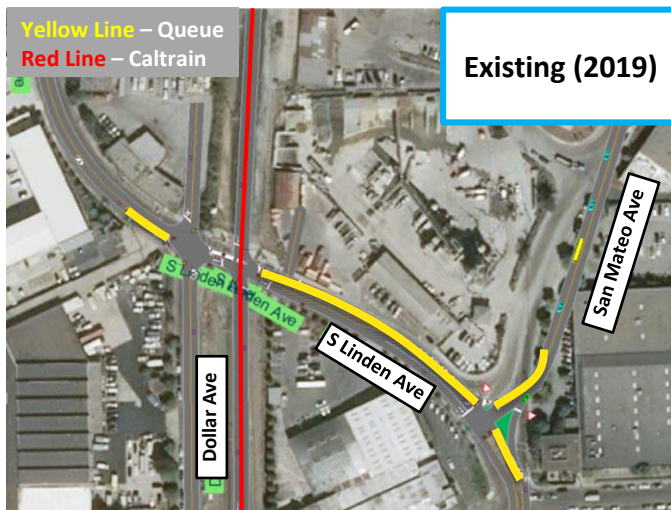 Yellow Line – Queue
Red Line – Caltrain
Existing (2019)
San Mateo Ave
S Linden Ave
S Linden Ave
S Linden Ave
Dollar Ave